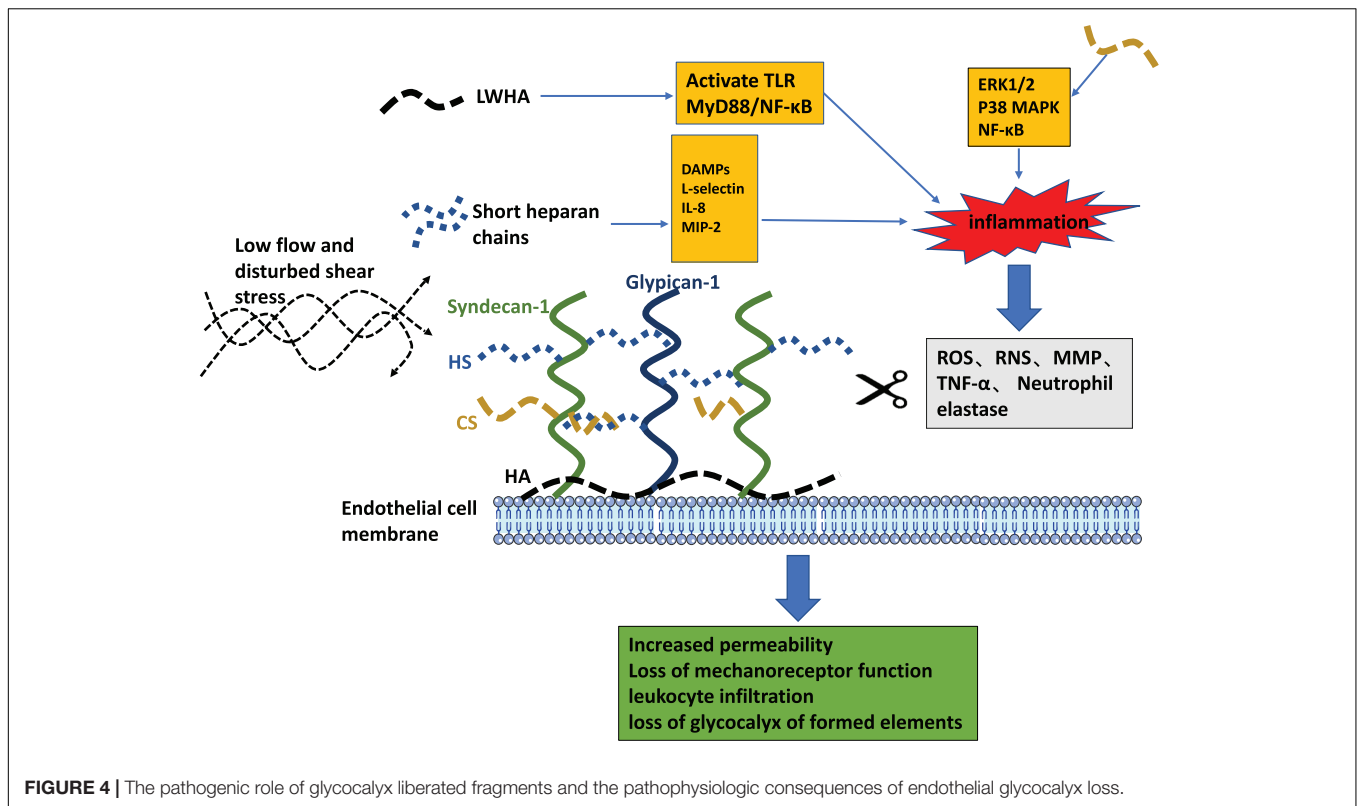 LWHA
Activate TLR
MyD88/NF-κB
ERK1/2
P38 MAPK
NF-κB
DAMPs
L-selectin
IL-8
MIP-2
Short heparan
chains
inflammation
Low flow and
disturbed shear
stress
Glypican-1
Syndecan-1
HS
CS
HA
ROS、RNS、MMP、
TNF-α、 Neutrophil
elastase
Endothelial cell
membrane
Increased permeability
Loss of mechanoreceptor function
leukocyte infiltration
loss of glycocalyx of formed elements
FIGURE 4 | The pathogenic role of glycocalyx liberated fragments and the pathophysiologic consequences of endothelial glycocalyx loss.